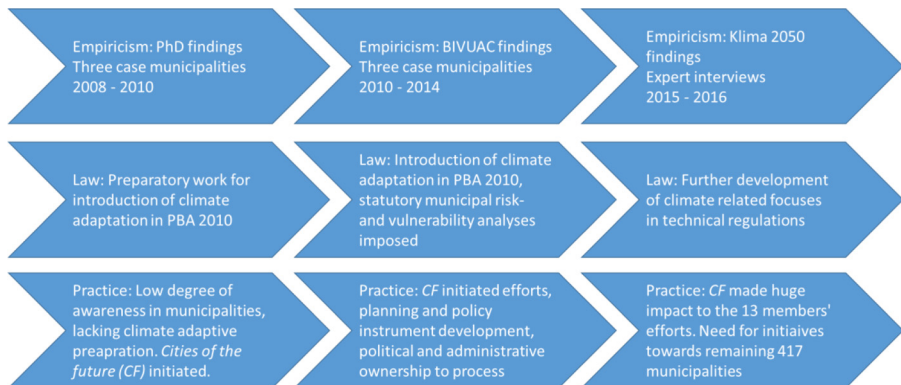 Empiricism: PhD findings
Three case municipalities
2008 - 2010
Empiricism: BIVUAC findings
Three case municipalities
2010 - 2014
Empiricism: Klima 2050
findings
Expert interviews
2015 - 2016
Law: Preparatory work for
introduction of climate
adaptation in PBA 2010
Law: Introduction of climate
adaptation in PBA 2010,
statutory municipal risk-
and vulnerability analyses
imposed
Law: Further development
of climate related focuses
in technical regulations
Practice: Low degree of
awareness in municipalities,
lacking climate adaptive
preapration. Cities of the
future (CF) initiated.
Practice: CF initiated efforts,
planning and policy
instrument development,
political and administrative
ownership to process
Practice: CF made huge
impact to the 13 members'
efforts. Need for initiaives
towards remaining 417
municipalities